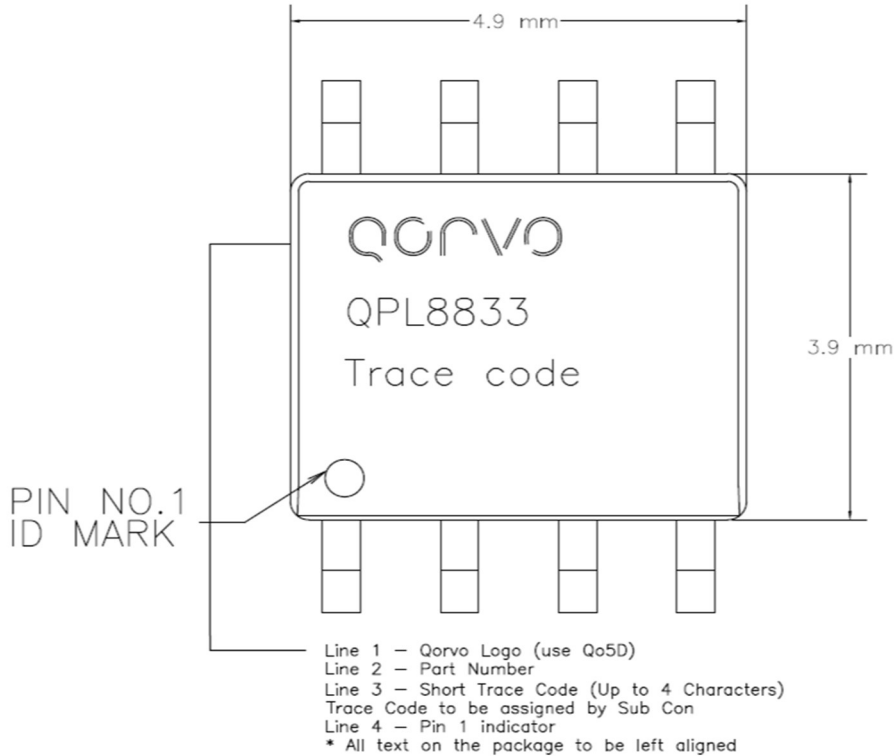 4.9 mm
QORVO
QPL8833
Trace code
3.9 mm
PIN NO.1
ID MARK
Line 1 – Qorvo Logo (use Qo5D)
Line 2 – Part Number
Line 3 – Short Trace Code (Up to 4 Characters)
Trace Code to be assigned by Sub Con
Line 4 – Pin 1 indicator
* All text on the package to be left aligned